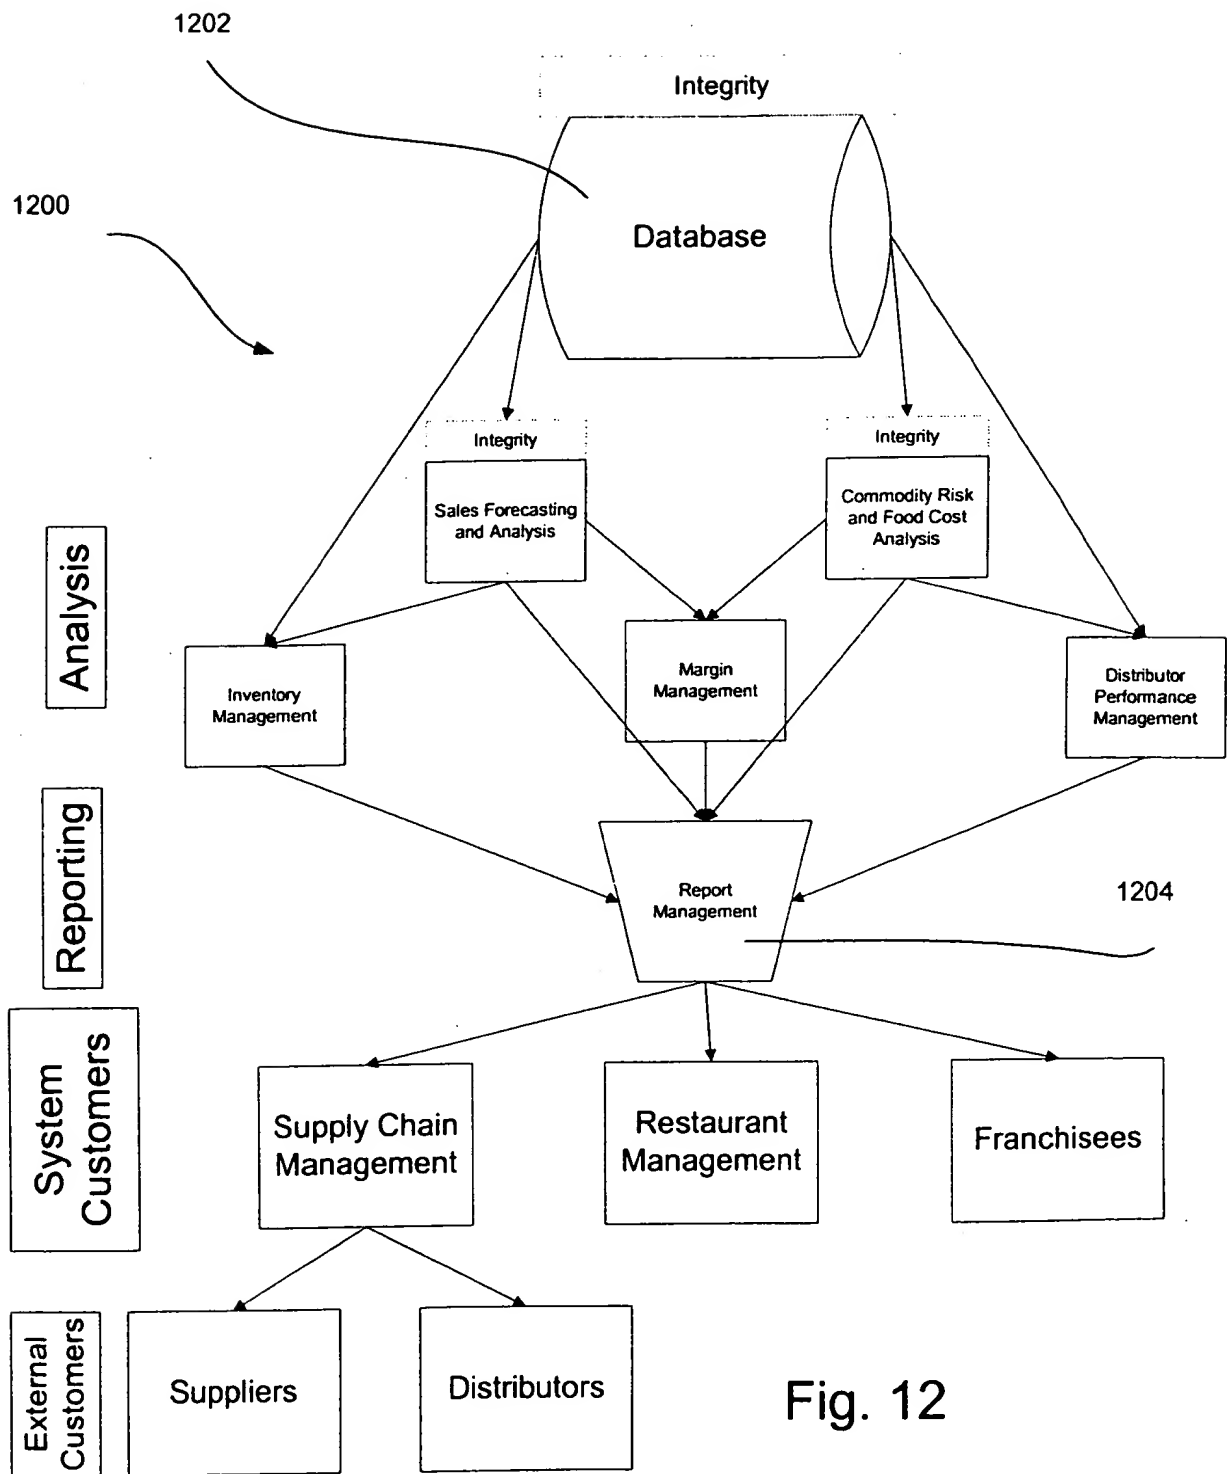 1202
Integrity
1200
Database
Integrity
Integrity
Sales Forecasting
and Analysis
Commodity Risk
and Food Cost
Analysis
Analysis
Inventory
Management
Margin
Management
Distributor
Performance
Management
Reporting
Report
Management
1204
System
Customers
Supply Chain
Management
Restaurant
Management
Franchisees
External
Customers
Suppliers
Distributors
Fig. 12